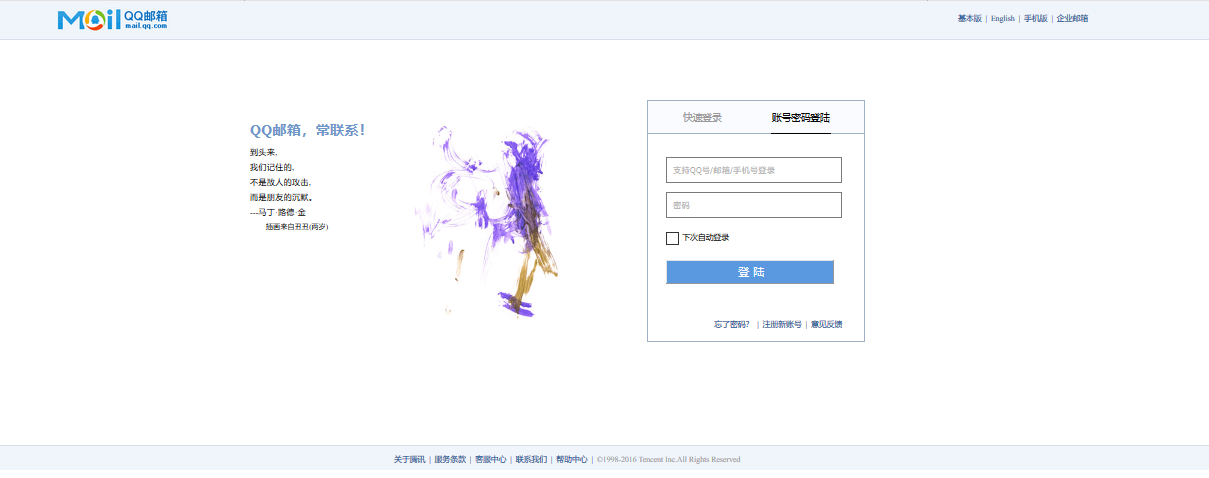 Mail QQ邮箱
mail.qq.com
基本版 | English | 手机版 | 企业邮箱
QQ邮箱，常联系！
到头来,
我们记住的,
不是敌人的攻击,
而是朋友的沉默。
---马丁·路德·金
插画来自丑丑(两岁)
快速登录 账号密码登陆
支持QQ号/邮箱/手机号登录
密码
下次自动登录
登 陆
忘了密码？ | 注册新账号 | 意见反馈
关于腾讯 | 服务条款 | 客服中心 | 联系我们 | 帮助中心 | ©1998-2016 Tencent Inc.All Rights Reserved